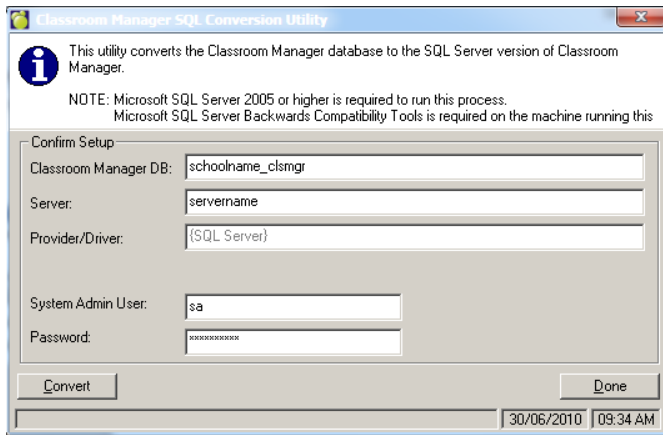 Classroom Manager SQL Conversion Utility
This utility converts the Classroom Manager database to the SQL Server version of Classroom
Manager.
NOTE: Microsoft SQL Server 2005 or higher is required to run this process.
Microsoft SQL Server Backwards Compatibility Tools is required on the machine running this
Confirm Setup
Classroom Manager DB: schoolname_clsmgr
Server: servername
Provider/Driver: {SQL Server}
System Admin User: sa
Password: ××××××××××
Convert Done
30/06/2010 09:34 AM